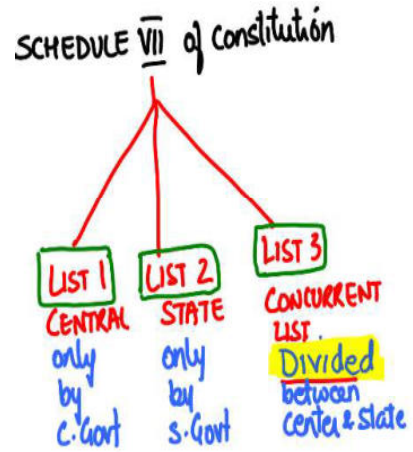 SCHEDULE VII of Constitution
LIST 1
CENTRAL
only
by
C. Govt
LIST 2
STATE
only
by
S. Govt
LIST 3
CONCURRENT
LIST.
Divided
between
Center & State